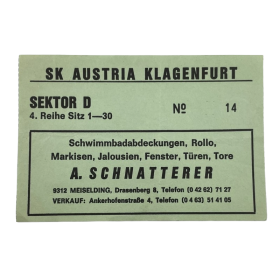 SK AUSTRIA KLAGENFURT
SEKTOR D
4. Reihe Sitz 1—30
No 14
Schwimmbadabdeckungen, Rollo,
Markisen, Jalousien, Fenster, Türen, Tore
A. SCHNATTERER
9312 MEISELDING, Drasenberg 8, Telefon (0 42 62) 71 27
VERKAUF: Ankerhofenstraße 4, Telefon (0 4 63) 51 41 05